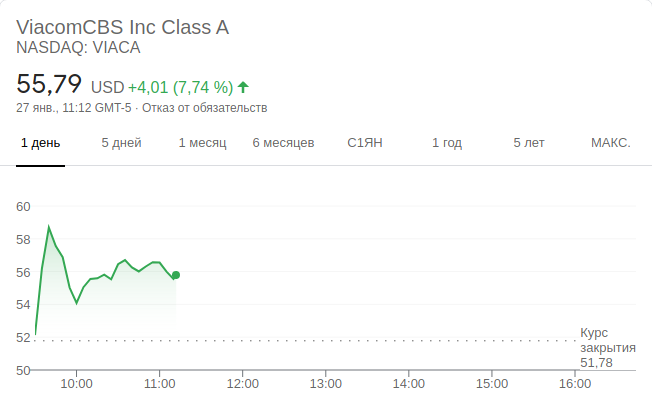 ViacomCBS Inc Class A
NASDAQ: VIACA
55,79 USD +4,01 (7,74 %)
27 янв., 11:12 GMT-5 · Отказ от обязательств
1 день 5 дней 1 месяц 6 месяцев С1ЯН 1 год 5 лет МАКС.
60
58
56
54
52
50
Курс
закрытия
51,78
10:00 11:00 12:00 13:00 14:00 15:00 16:00